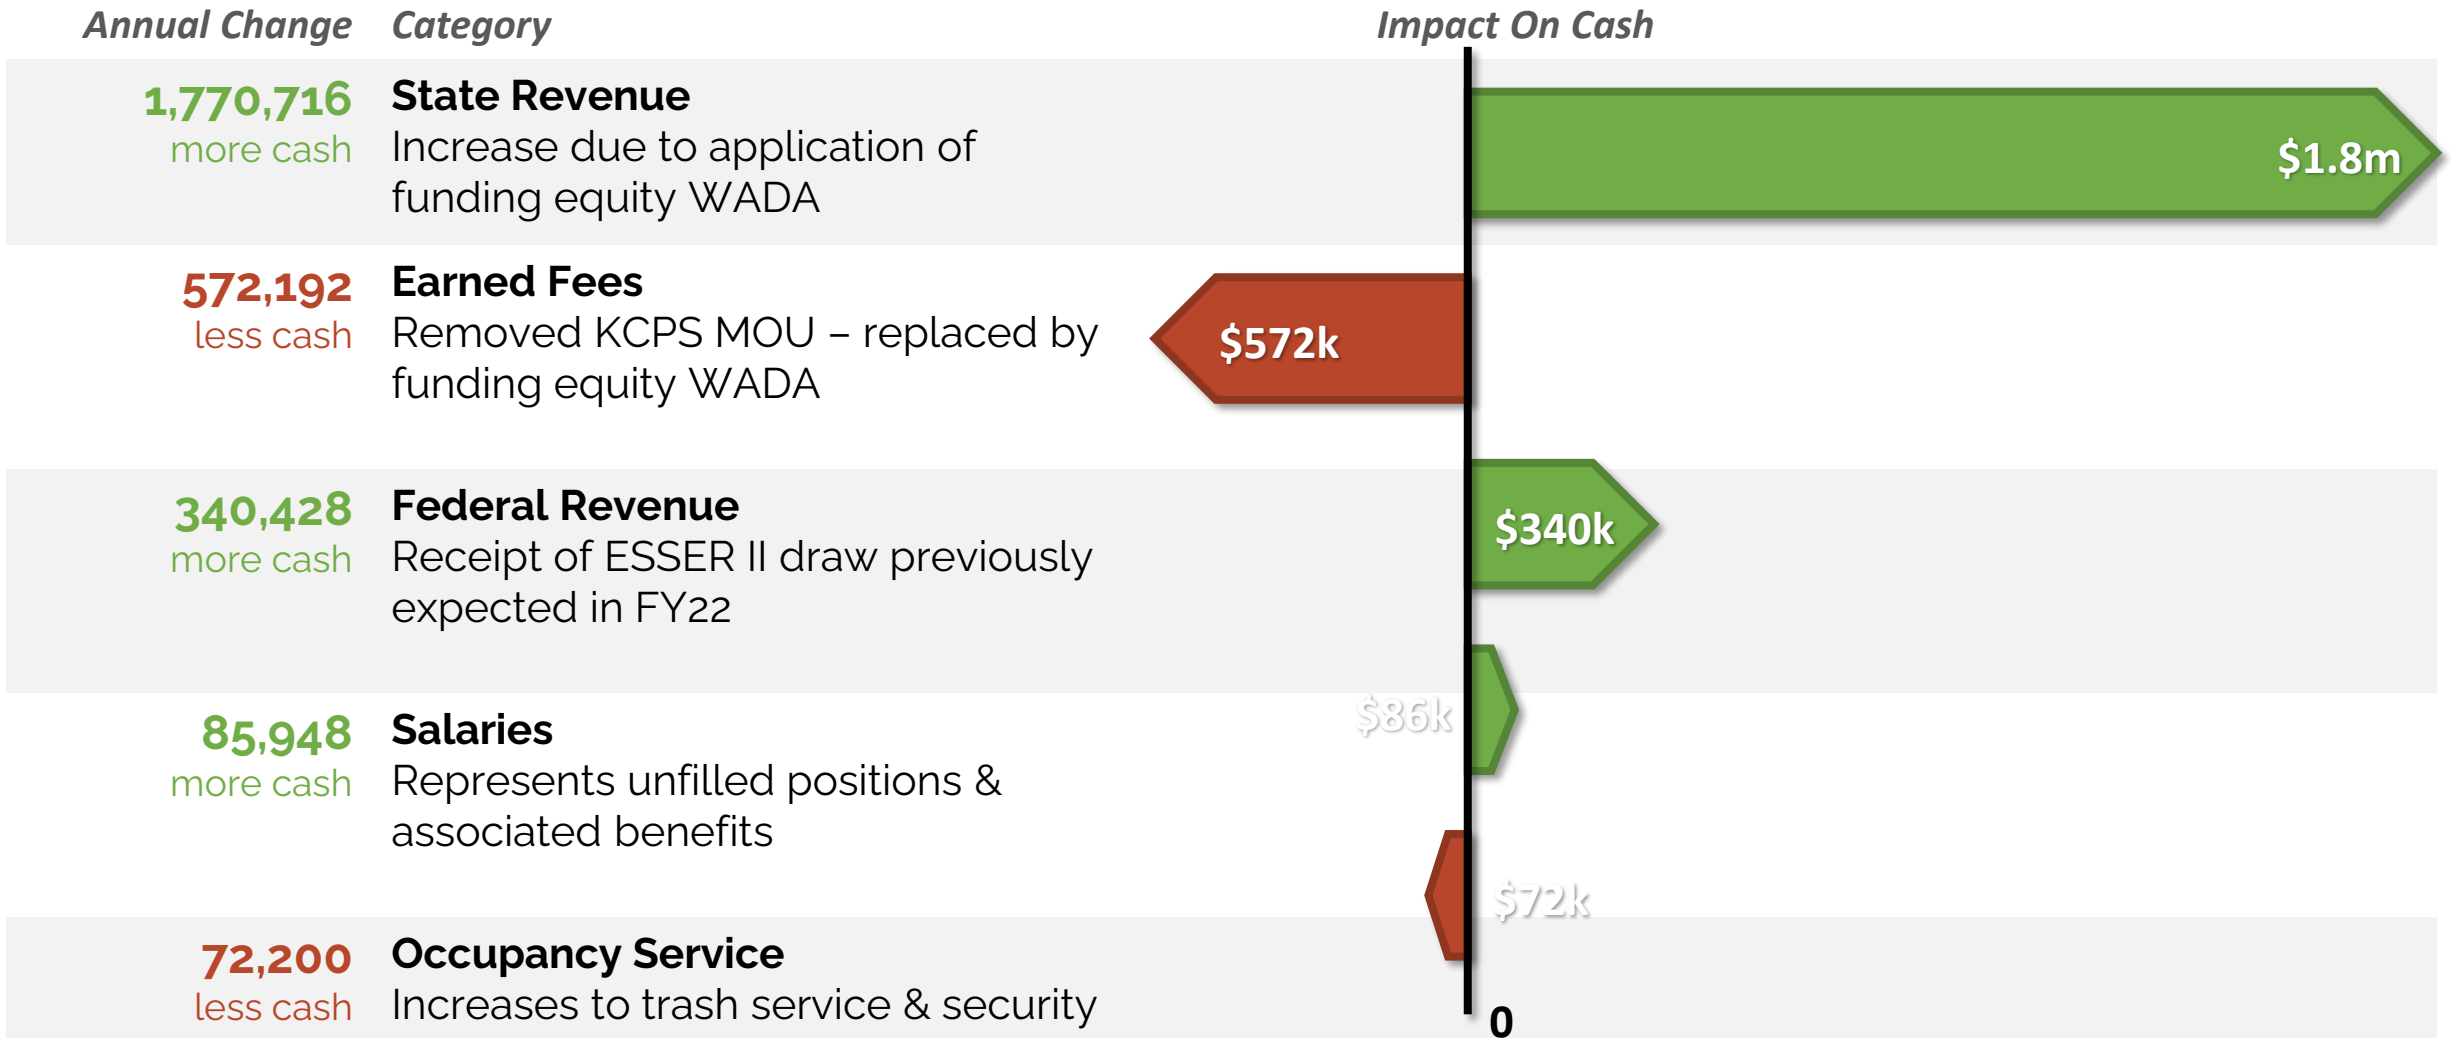 Annual Change Category Impact On Cash
1,770,716 State Revenue
more cash Increase due to application of
funding equity WADA
$1.8m
572,192 Earned Fees
less cash Removed KCPS MOU – replaced by
funding equity WADA
$572k
340,428 Federal Revenue
more cash Receipt of ESSER II draw previously
expected in FY22
$340k
85,948 Salaries
more cash Represents unfilled positions &
associated benefits
$86k
72,200 Occupancy Service
less cash Increases to trash service & security
$72k
0